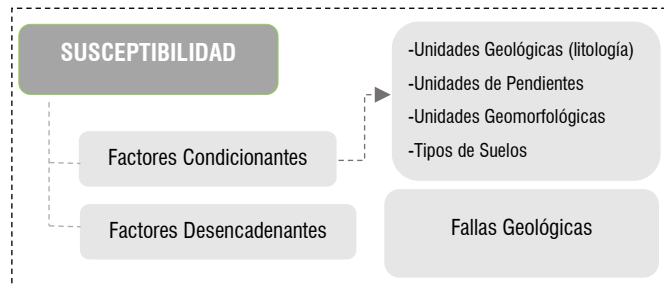 SUSCEPTIBILIDAD
Factores Condicionantes
Factores Desencadenantes
-Unidades Geológicas (litología)
-Unidades de Pendientes
-Unidades Geomorfológicas
-Tipos de Suelos
Fallas Geológicas